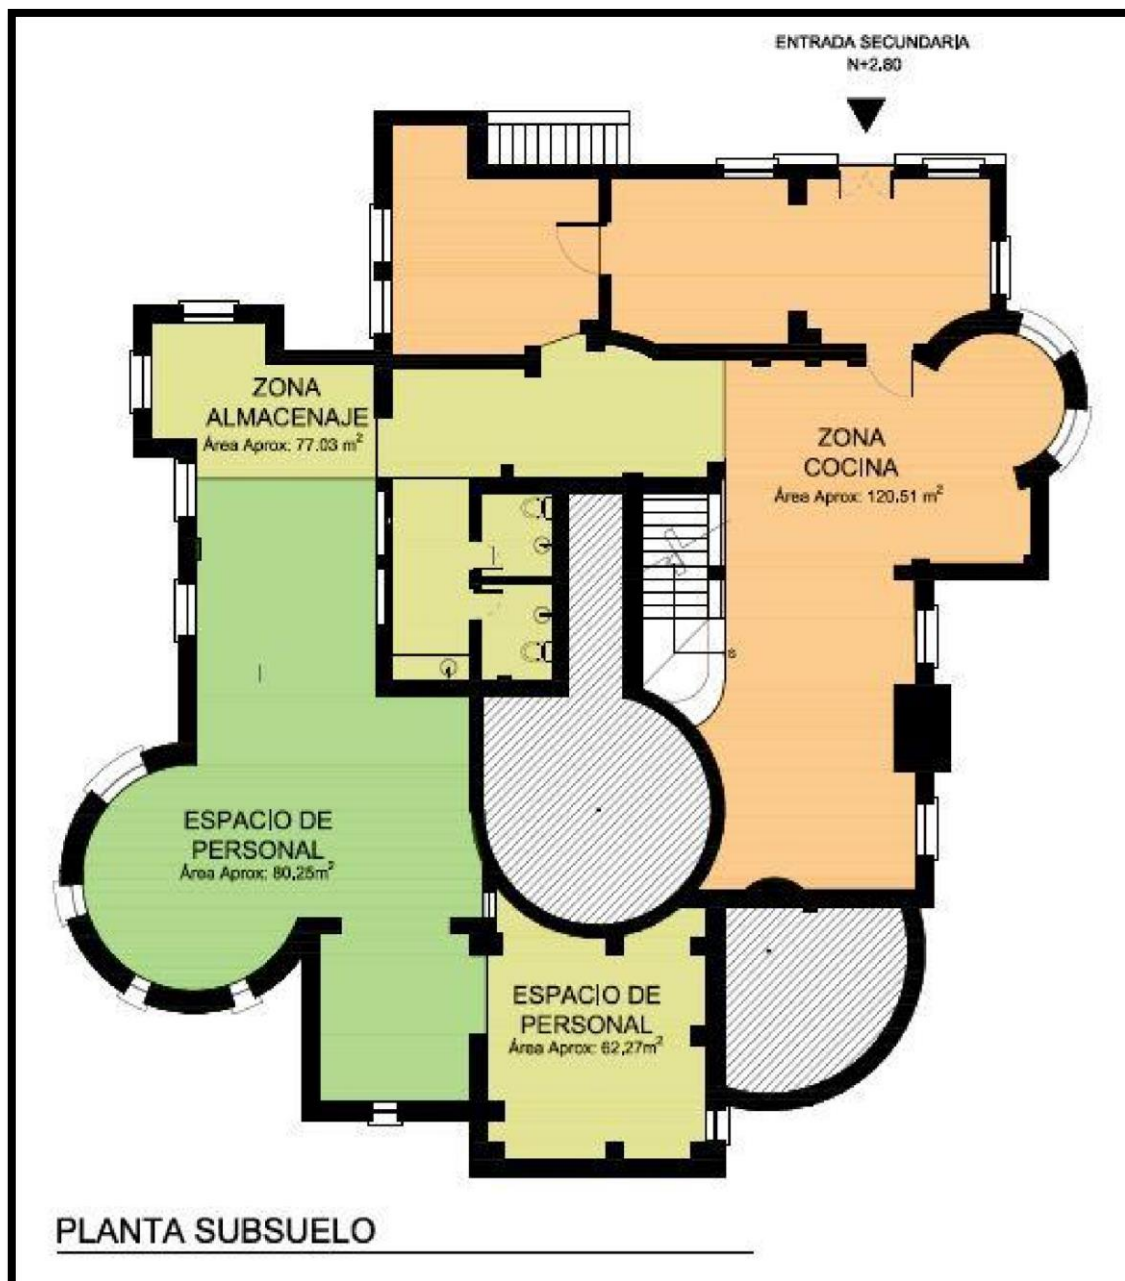 ENTRADA SECUNDARIA
N+2.80
ZONA
ALMACENAJE
Área Aprox: 77.03 m²
ZONA
COCINA
Área Aprox: 120.51 m²
S
ESPACIO DE
PERSONAL
Área Aprox: 80,25m²
ESPACIO DE
PERSONAL
Área Aprox: 62,27m²
PLANTA SUBSUELO